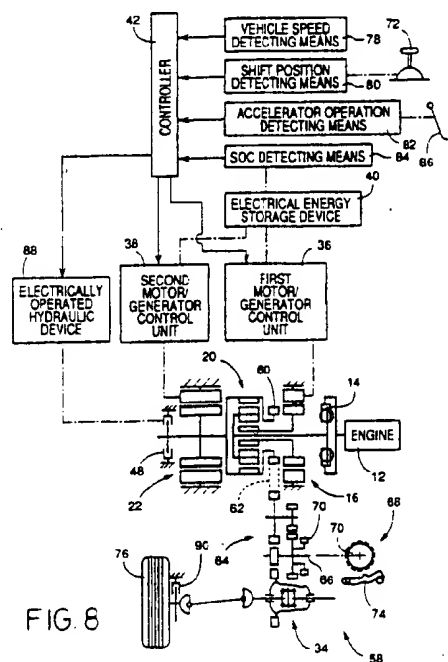 42
CONTROLLER
VEHICLE SPEED
DETECTING MEANS
78
72
SHIFT POSITION
DETECTING MEANS
80
ACCELERATOR OPERATION
DETECTING MEANS
82
86
SOC DETECTING MEANS
84
40
ELECTRICAL ENERGY
STORAGE DEVICE
88
38
36
ELECTRICALLY
OPERATED
HYDRAULIC
DEVICE
SECOND
MOTOR/
GENERATOR
CONTROL
UNIT
FIRST
MOTOR/
GENERATOR
CONTROL
UNIT
20
60
14
ENGINE
12
48
22
62
16
70
68
64
70
76
90
66
74
34
58
FIG. 8